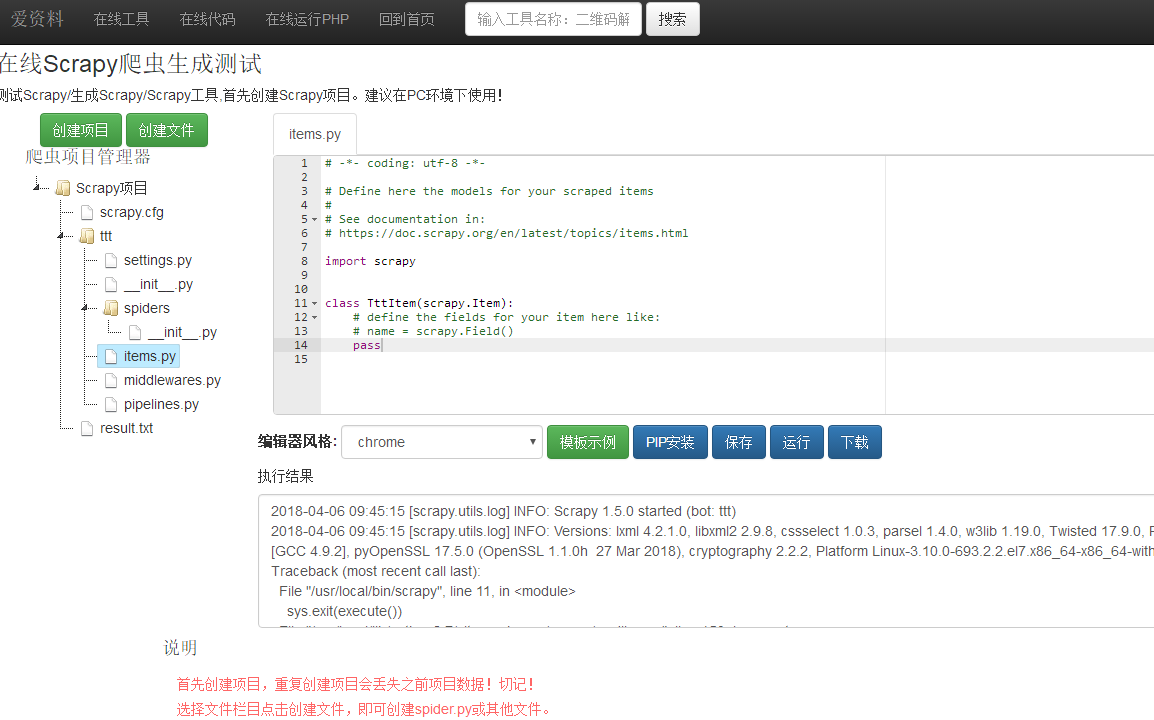 爱资料 在线工具 在线代码 在线运行PHP 回到首页 输入工具名称：二维码解 搜索
在线Scrapy爬虫生成测试
测试Scrapy/生成Scrapy/Scrapy工具,首先创建Scrapy项目。建议在PC环境下使用！
创建项目 创建文件
爬虫项目管理器
Scrapy项目
scrapy.cfg
ttt
settings.py
__init__.py
spiders
__init__.py
items.py
middlewares.py
pipelines.py
result.txt
items.py
1 # -*- coding: utf-8 -*-
2
3 # Define here the models for your scraped items
4 #
5 # See documentation in:
6 # https://doc.scrapy.org/en/latest/topics/items.html
7
8 import scrapy
9
10
11 class TttItem(scrapy.Item):
12 # define the fields for your item here like:
13 # name = scrapy.Field()
14 pass
15
编辑器风格: chrome 模板示例 PIP安装 保存 运行 下载
执行结果
2018-04-06 09:45:15 [scrapy.utils.log] INFO: Scrapy 1.5.0 started (bot: ttt)
2018-04-06 09:45:15 [scrapy.utils.log] INFO: Versions: lxml 4.2.1.0, libxml2 2.9.8, cssselect 1.0.3, parsel 1.4.0, w3lib 1.19.0, Twisted 17.9.0,
[GCC 4.9.2], pyOpenSSL 17.5.0 (OpenSSL 1.1.0h 27 Mar 2018), cryptography 2.2.2, Platform Linux-3.10.0-693.2.2.el7.x86_64-x86_64-with
Traceback (most recent call last):
File "/usr/local/bin/scrapy", line 11, in <module>
sys.exit(execute())
说明
首先创建项目，重复创建项目会丢失之前项目数据！切记！
选择文件栏目点击创建文件，即可创建spider.py或其他文件。